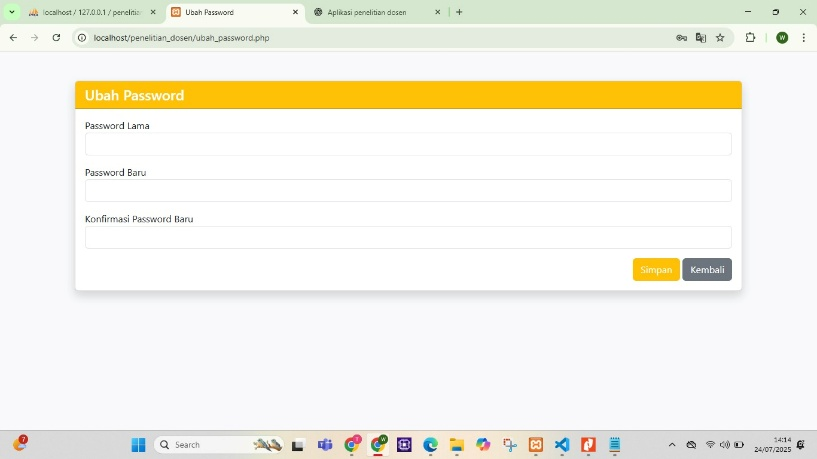 localhost / 127.0.0.1 / penelitia
Ubah Password
Aplikasi penelitian dosen
localhost/penelitian_dosen/ubah_password.php
W
Ubah Password
Password Lama
Password Baru
Konfirmasi Password Baru
Simpan
Kembali
7
Search
14:14
24/07/2025